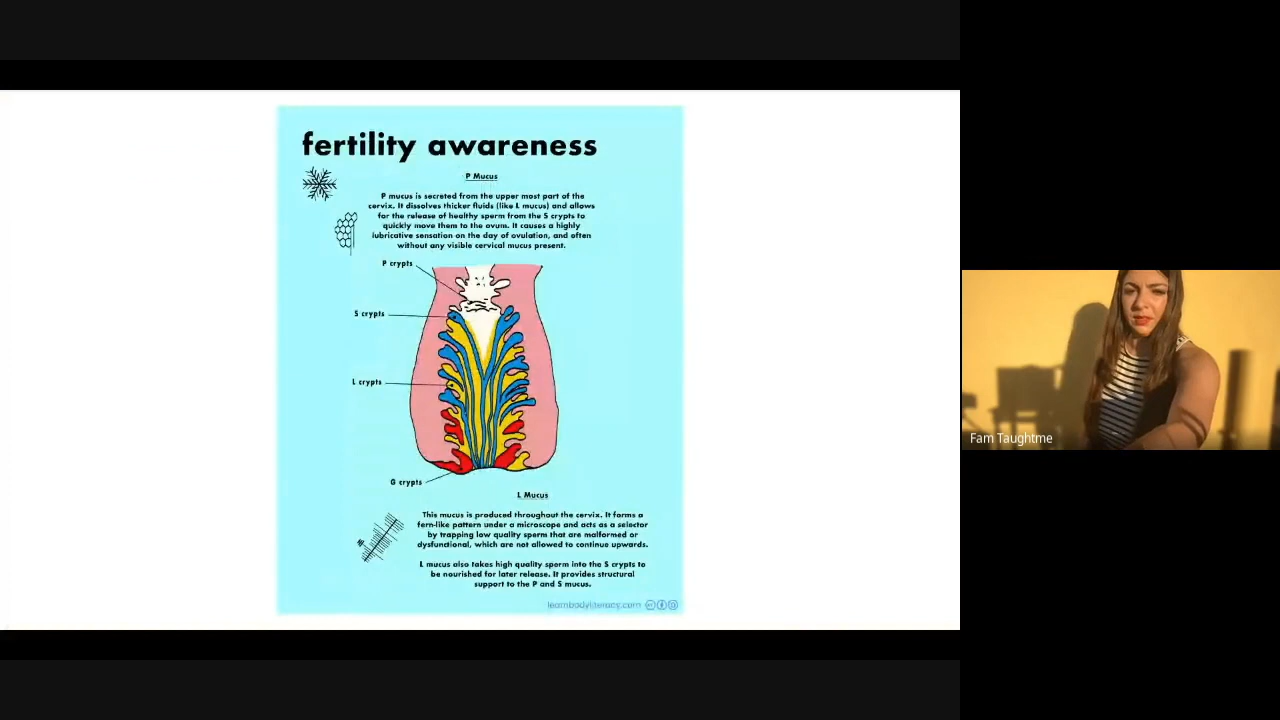 fertility awareness
P Mucus
P mucus is secreted from the upper most part of the
cervix. It dissolves thicker fluids (like L mucus) and allows
for the release of healthy sperm from the S crypts to
quickly move them to the ovum. It causes a highly
lubricative sensation on the day of ovulation, and often
without any visible cervical mucus present.
P crypts
S crypts
L crypts
G crypts
L Mucus
This mucus is produced throughout the cervix. It forms a
fern-like pattern under a microscope and acts as a selector
by trapping low quality sperm that are malformed or
dysfunctional, which are not allowed to continue upwards.
L mucus also takes high quality sperm into the S crypts to
be nourished for later release. It provides structural
support to the P and S mucus.
learnbodyliteracy.com
Fam Taughtme